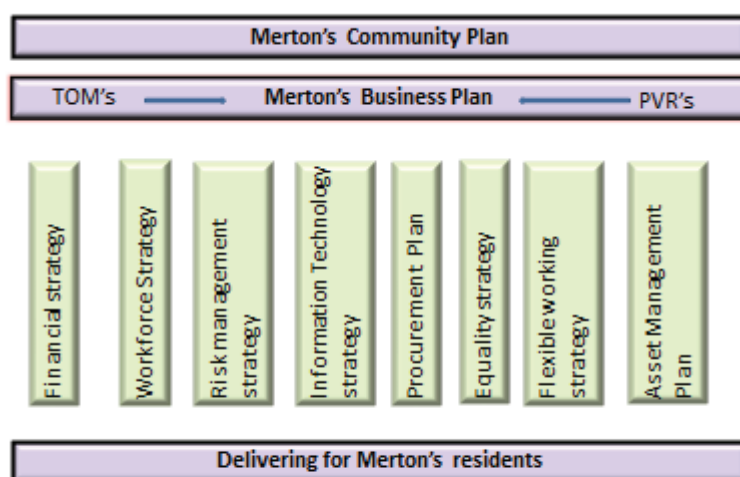 Merton's Community Plan
TOM's Merton's Business Plan PVR's
Financial strategy
Workforce Strategy
Risk management
strategy
Information Technology
strategy
Procurement Plan
Equality strategy
Flexible working
strategy
Asset Management
Plan
Delivering for Merton's residents